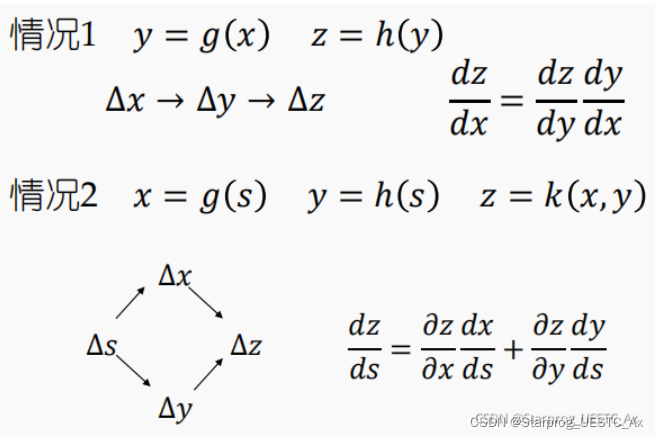 情况1 y = g(x) z = h(y)
Δx → Δy → Δz
dz/dx = dz/dy dy/dx
情况2 x = g(s) y = h(s) z = k(x, y)
Δx
Δs Δz
Δy
dz/ds = ∂z/∂x dx/ds + ∂z/∂y dy/ds
CSDN @Starprog_UESTC_Ax